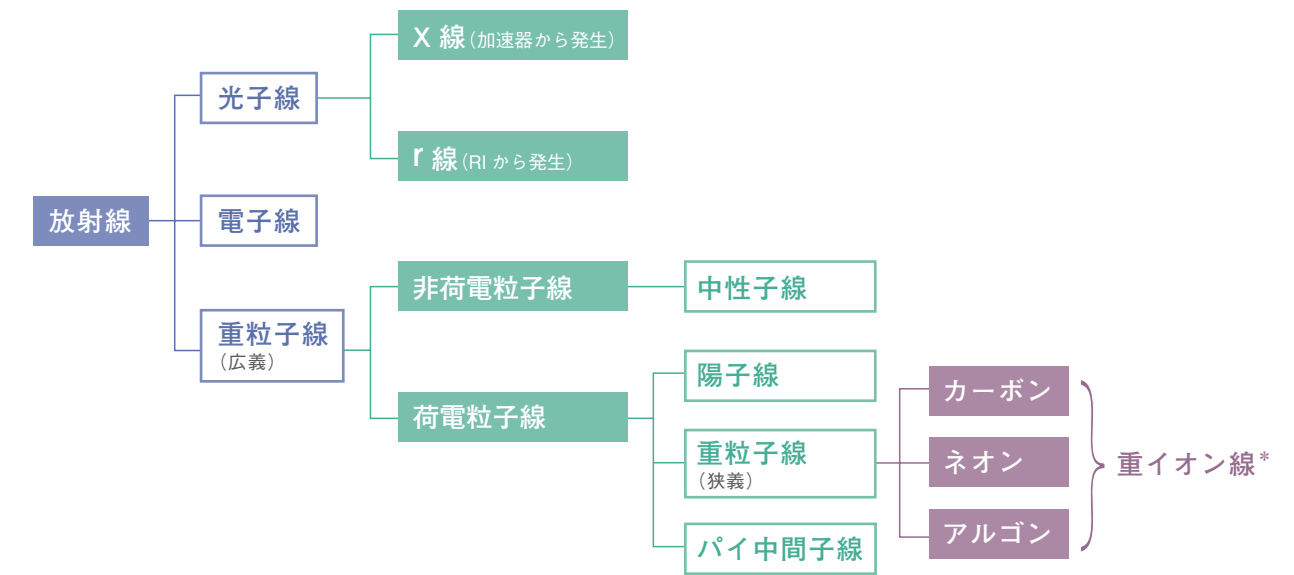 放射線
光子線
X 線（加速器から発生）
r 線（RI から発生）
電子線
重粒子線
（広義）
非荷電粒子線
中性子線
荷電粒子線
陽子線
重粒子線
（狭義）
カーボン
ネオン
アルゴン
重イオン線*
パイ中間子線